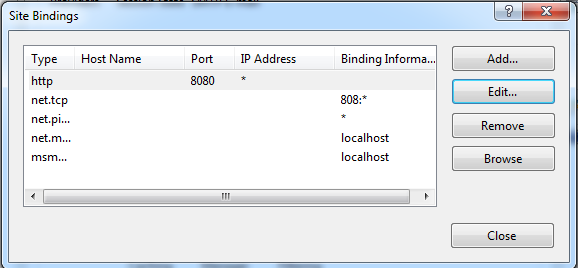 Site Bindings
Type Host Name Port IP Address Binding Informa...
http 8080 *
net.tcp 808:*
net.pi... *
net.m... localhost
msm... localhost
Add...
Edit...
Remove
Browse
Close